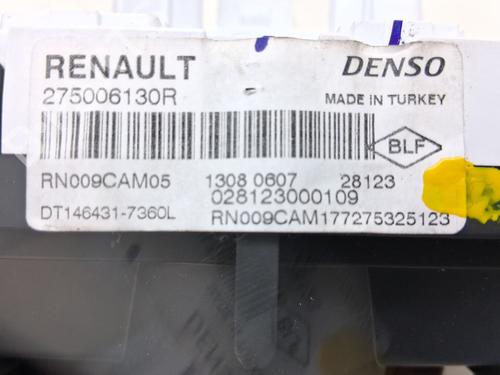 RENAULT DENSO
275006130R MADE IN TURKEY
BLF
RN009CAM05 1308 0607 28123
028123000109
DT146431-7360L RN009CAM177275325123